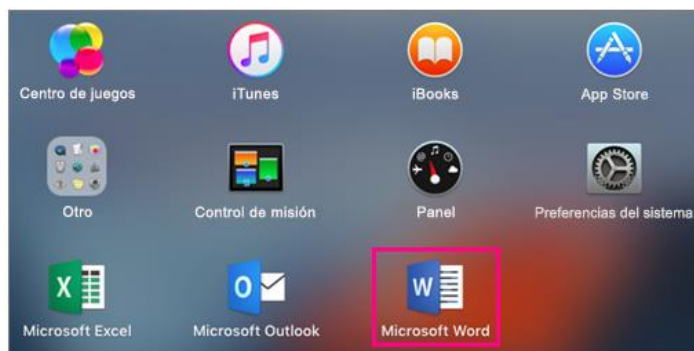 Centro de juegos
iTunes
iBooks
App Store
Otro
Control de misión
Panel
Preferencias del sistema
Microsoft Excel
Microsoft Outlook
Microsoft Word